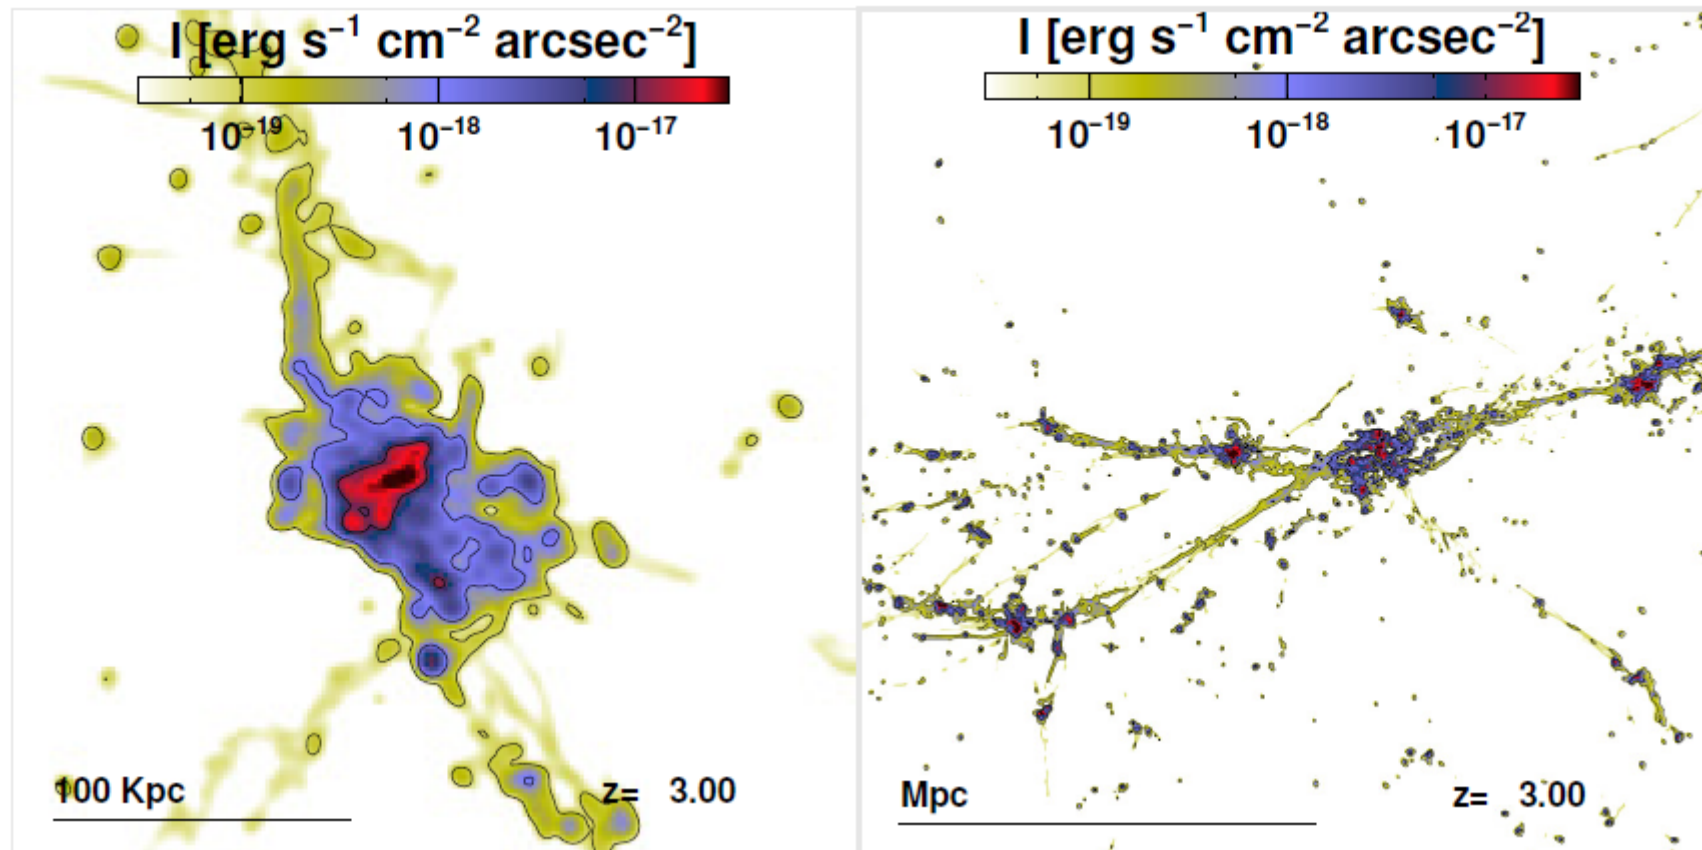 I [erg s⁻¹ cm⁻² arcsec⁻²]
10⁻¹⁹ 10⁻¹⁸ 10⁻¹⁷
100 Kpc
z= 3.00
I [erg s⁻¹ cm⁻² arcsec⁻²]
10⁻¹⁹ 10⁻¹⁸ 10⁻¹⁷
Mpc
z= 3.00